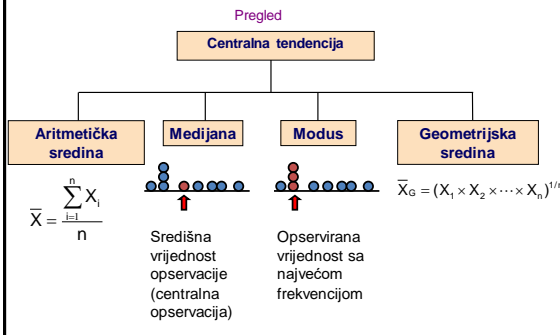 Pregled
Centralna tendencija
Aritmetička
sredina
Medijana
Modus
Geometrijska
sredina
X̅ = ∑ᵢ₌₁ⁿ Xᵢ / n
Središna
vrijednost
opservacije
(centralna
opservacija)
Opservirana
vrijednost sa
najvećom
frekvencijom
X̅G = (X₁ × X₂ × ⋯ × Xₙ)^1/n